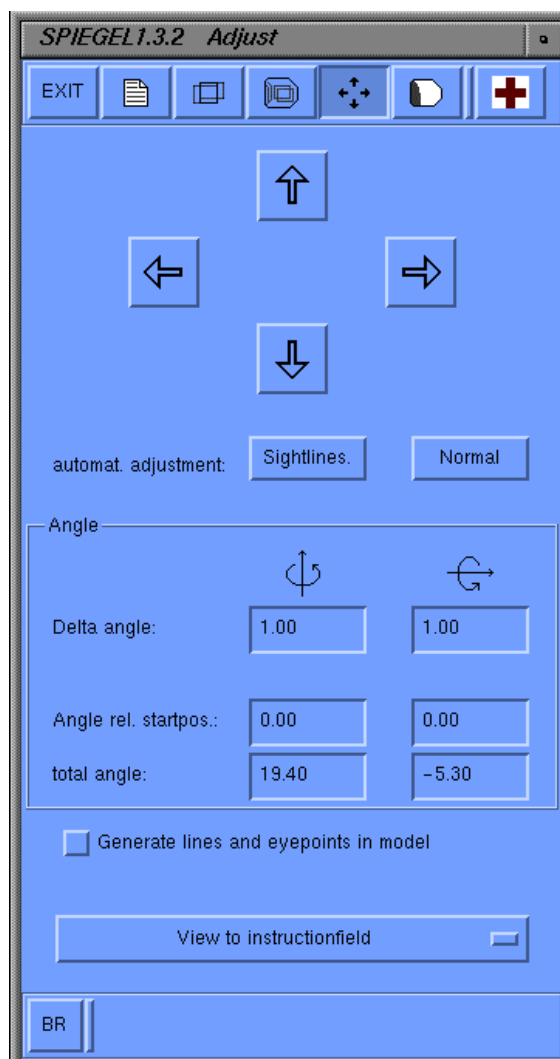 SPIEGEL1.3.2 Adjust
EXIT
automat. adjustment: Sightlines. Normal
Angle
Delta angle: 1.00 1.00
Angle rel. startpos.: 0.00 0.00
total angle: 19.40 −5.30
Generate lines and eyepoints in model
View to instructionfield
BR